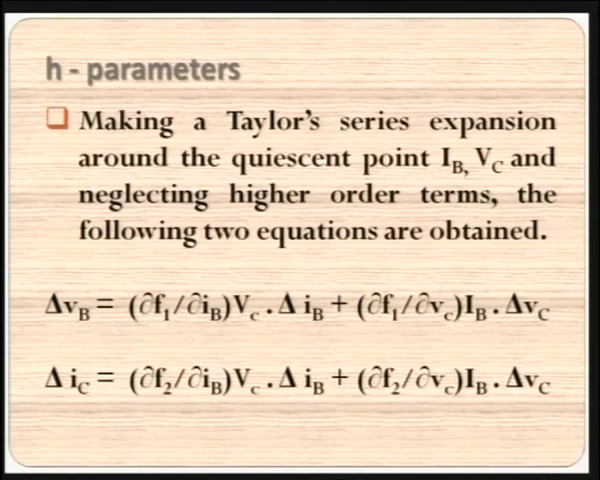 h - parameters
❑ Making a Taylor’s series expansion
around the quiescent point I_B, V_C and
neglecting higher order terms, the
following two equations are obtained.
Δv_B = (∂f₁/∂i_B)V_c . Δ i_B + (∂f₁/∂v_c)I_B . Δv_C
Δ i_C = (∂f₂/∂i_B)V_c . Δ i_B + (∂f₂/∂v_c)I_B . Δv_C